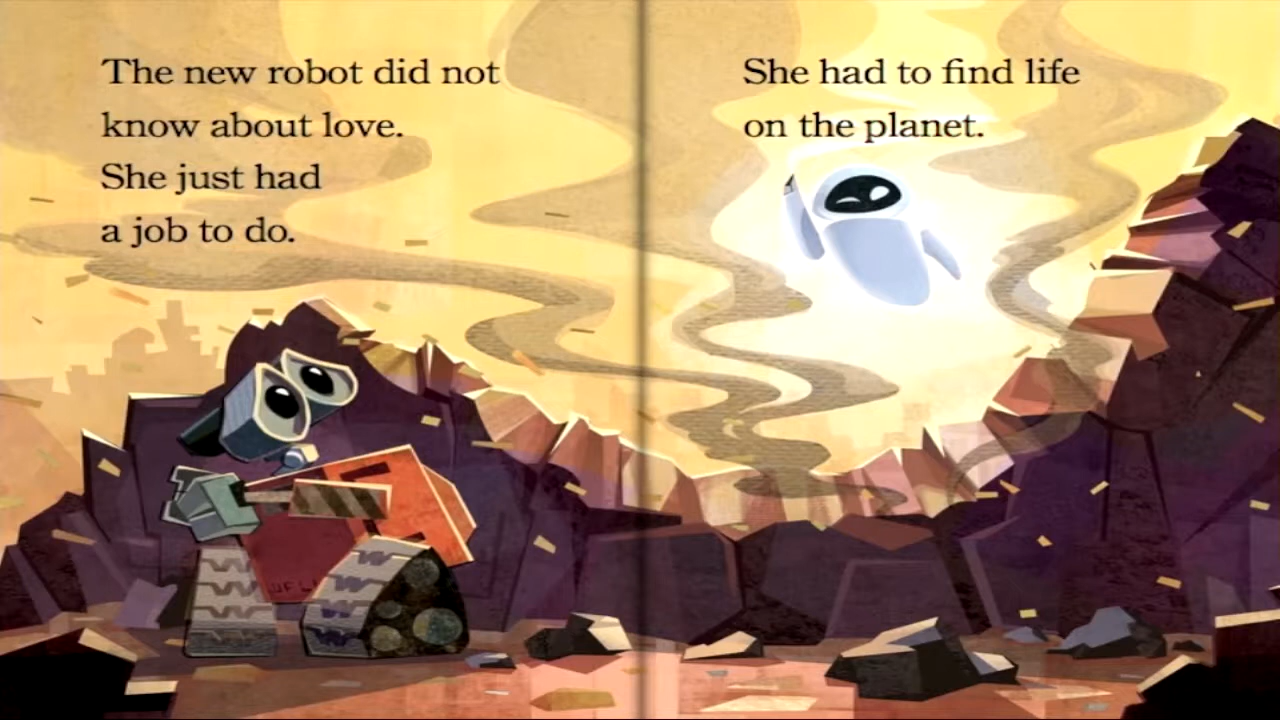 The new robot did not
know about love.
She just had
a job to do.
She had to find life
on the planet.